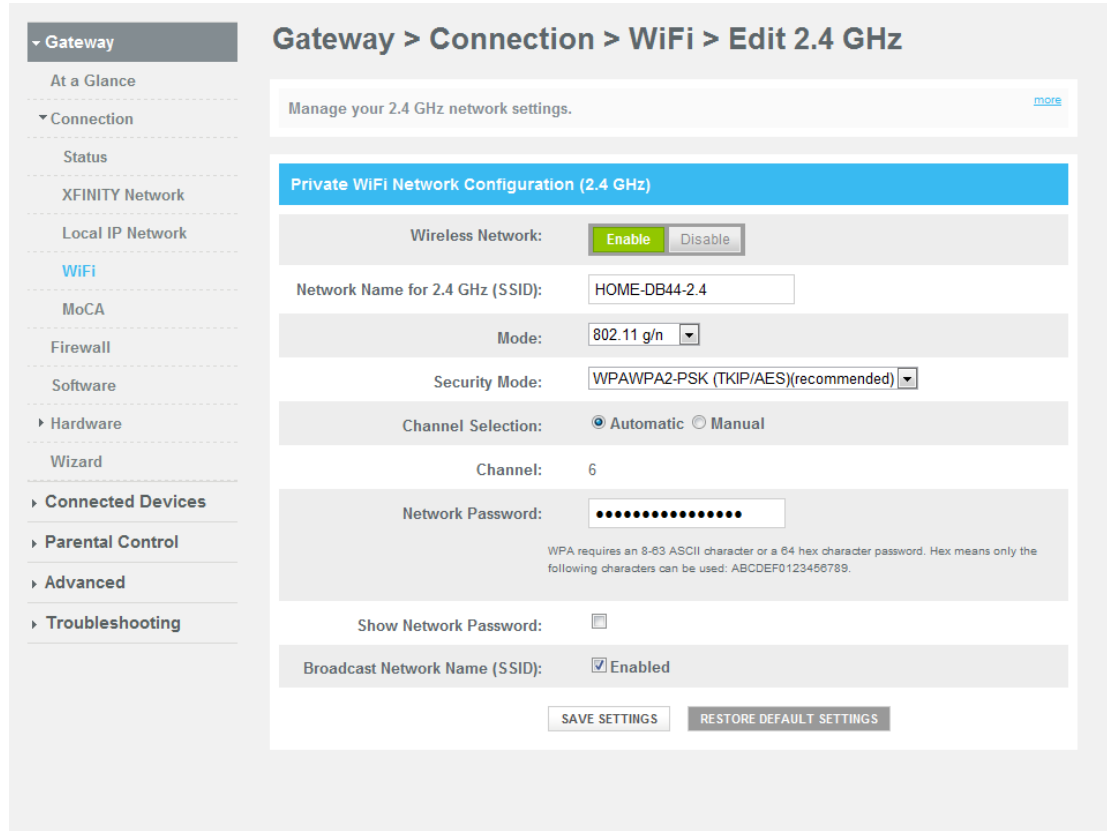 Gateway
At a Glance
Connection
Status
XFINITY Network
Local IP Network
WiFi
MoCA
Firewall
Software
Hardware
Wizard
Connected Devices
Parental Control
Advanced
Troubleshooting
Gateway > Connection > WiFi > Edit 2.4 GHz
Manage your 2.4 GHz network settings. more
Private WiFi Network Configuration (2.4 GHz)
Wireless Network: Enable Disable
Network Name for 2.4 GHz (SSID): HOME-DB44-2.4
Mode: 802.11 g/n
Security Mode: WPAWPA2-PSK (TKIP/AES)(recommended)
Channel Selection: Automatic Manual
Channel: 6
Network Password: ••••••••••••••••
WPA requires an 8-63 ASCII character or a 64 hex character password. Hex means only the
following characters can be used: ABCDEF0123456789.
Show Network Password:
Broadcast Network Name (SSID): Enabled
SAVE SETTINGS RESTORE DEFAULT SETTINGS